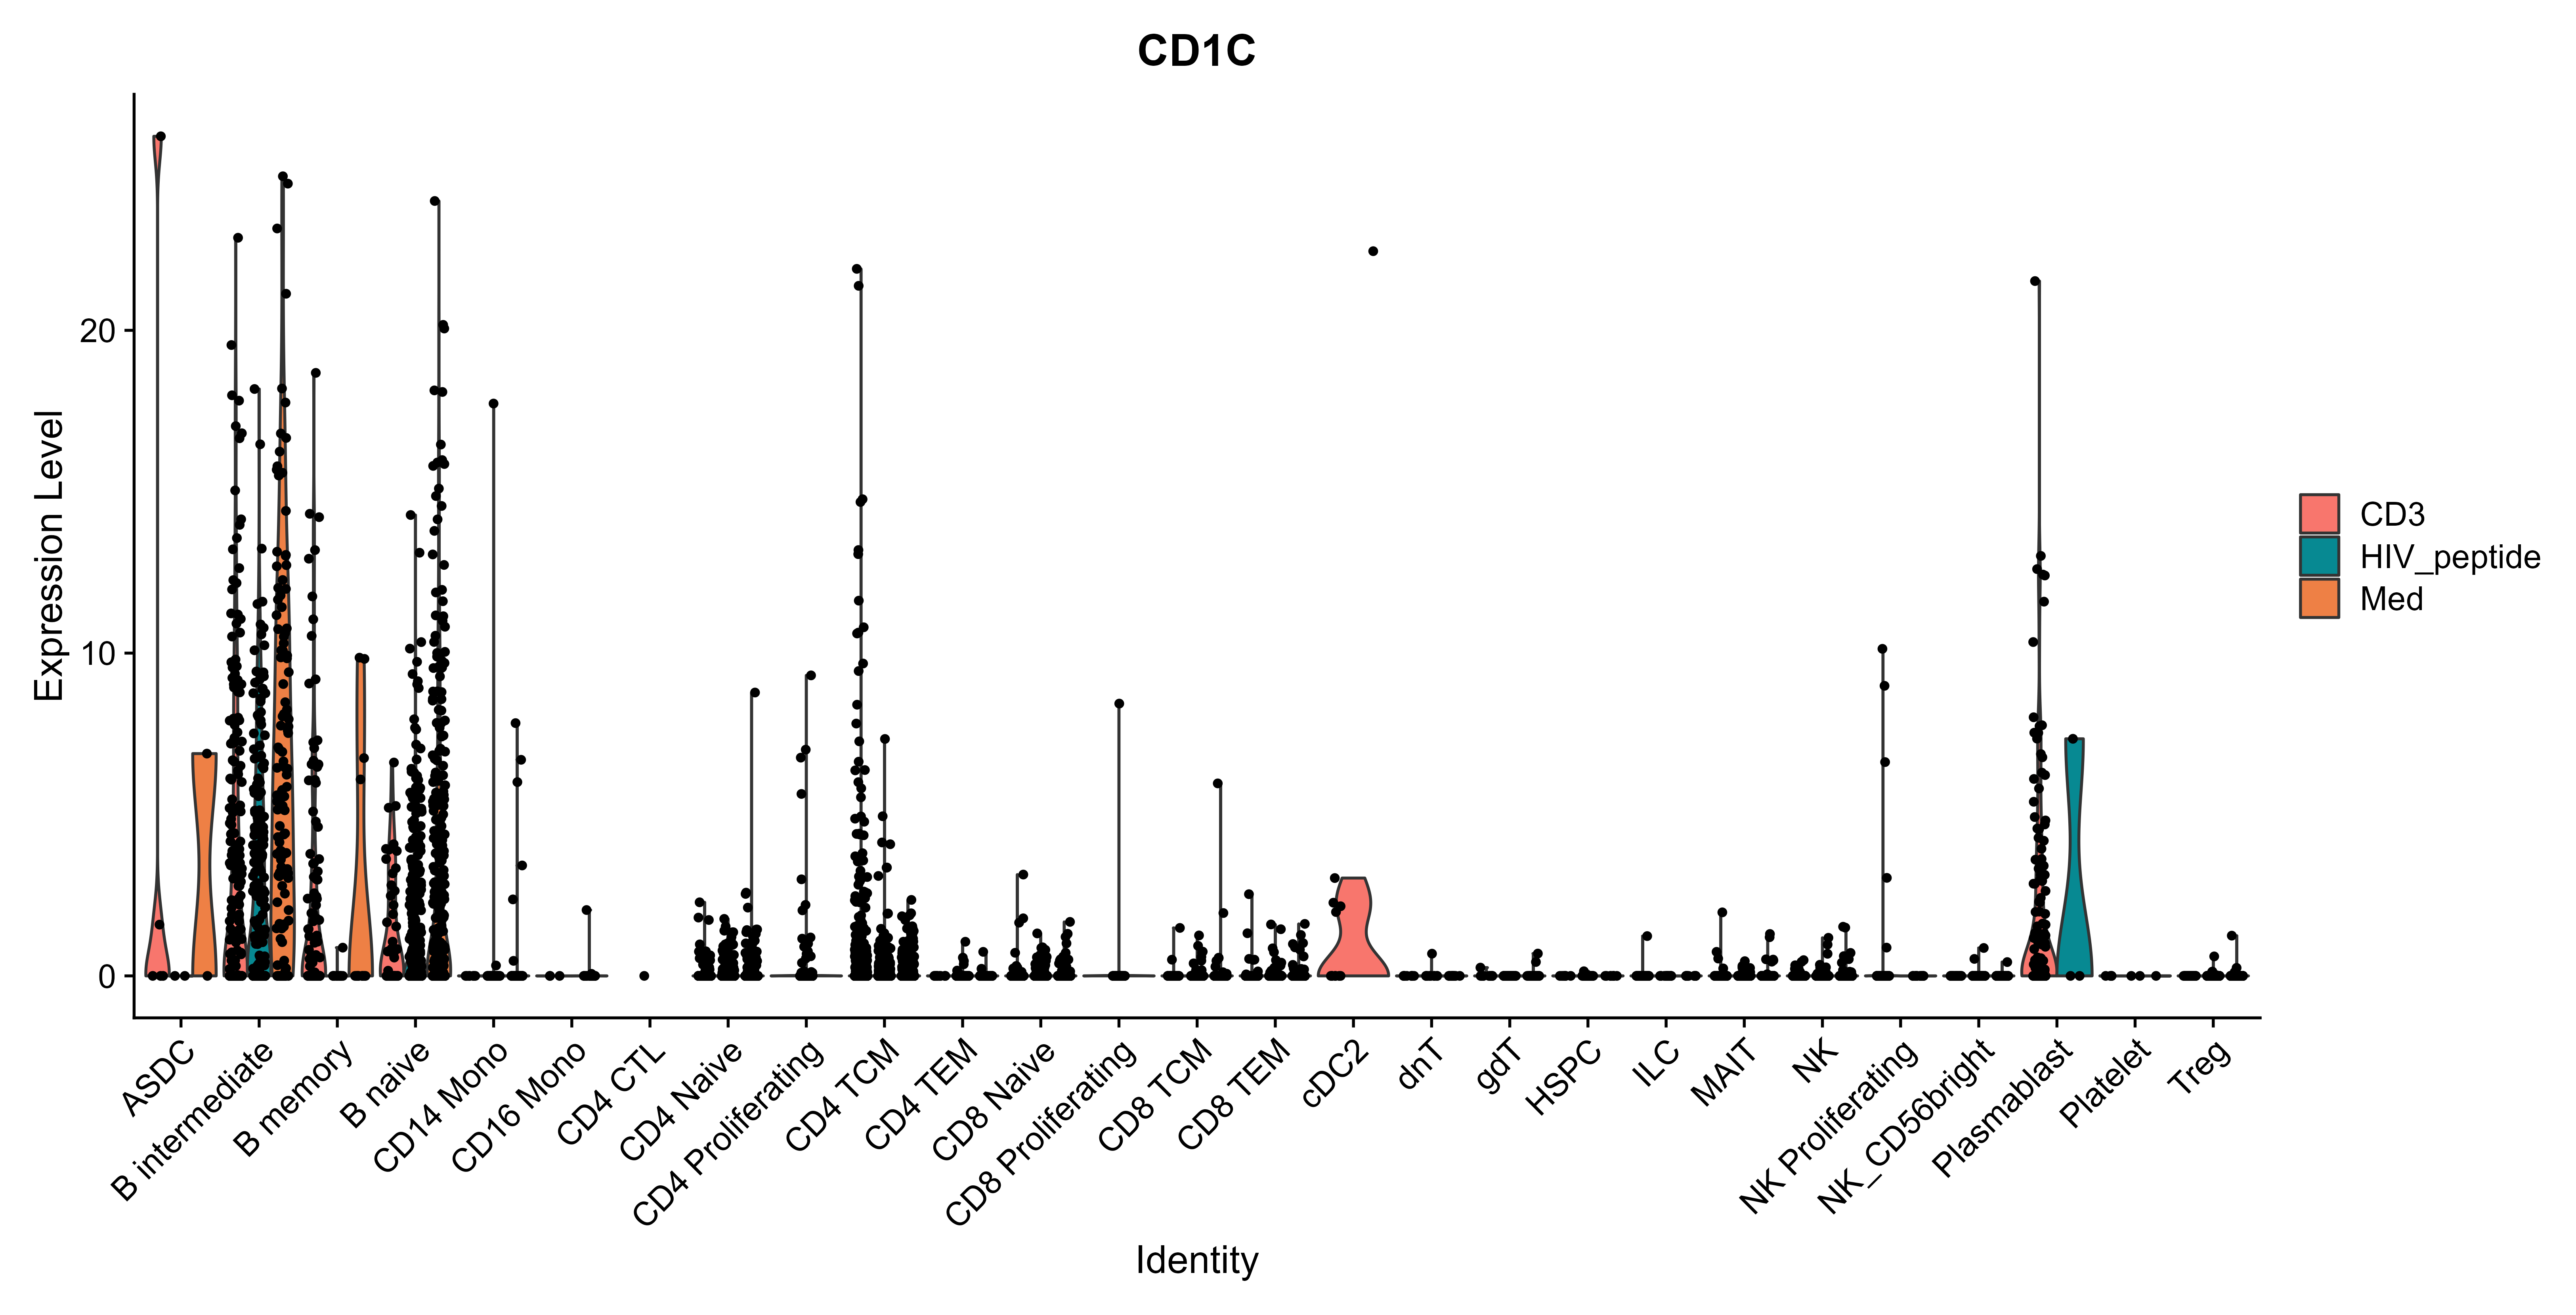 CD1C
Expression Level
20
10
0
ASDC
B intermediate
B memory
B naive
CD14 Mono
CD16 Mono
CD4 CTL
CD4 Naive
CD4 Proliferating
CD4 TCM
CD4 TEM
CD8 Naive
CD8 Proliferating
CD8 TCM
CD8 TEM
cDC2
dnT
gdT
HSPC
ILC
MAIT
NK
NK Proliferating
NK_CD56bright
Plasmablast
Platelet
Treg
Identity
CD3
HIV_peptide
Med